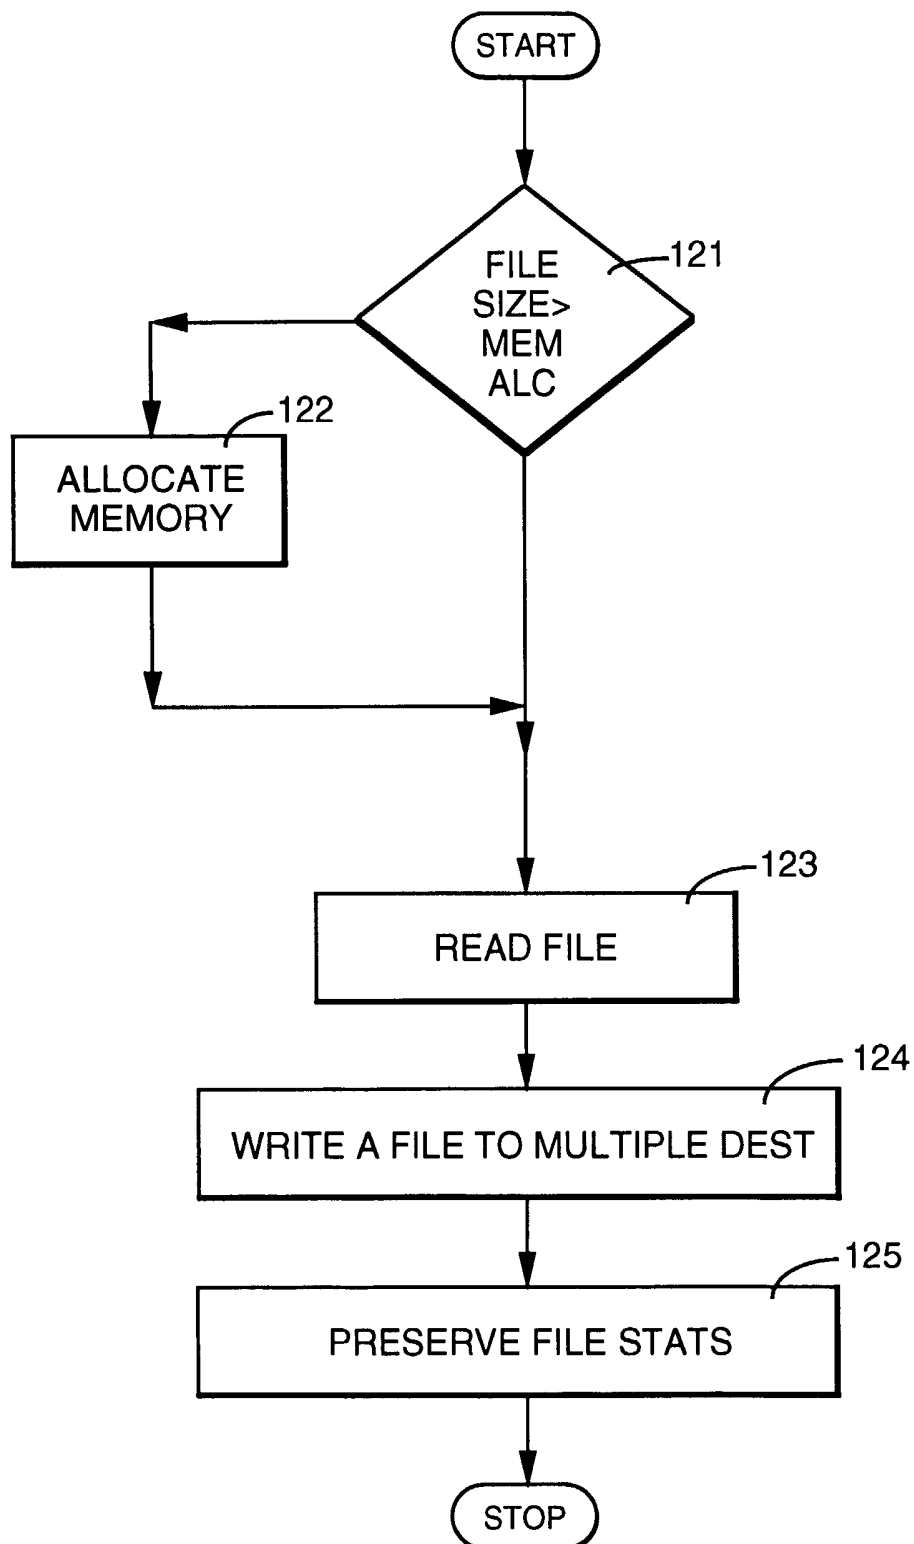 START
121
FILE
SIZE>
MEM
ALC
122
ALLOCATE
MEMORY
123
READ FILE
124
WRITE A FILE TO MULTIPLE DEST
125
PRESERVE FILE STATS
STOP